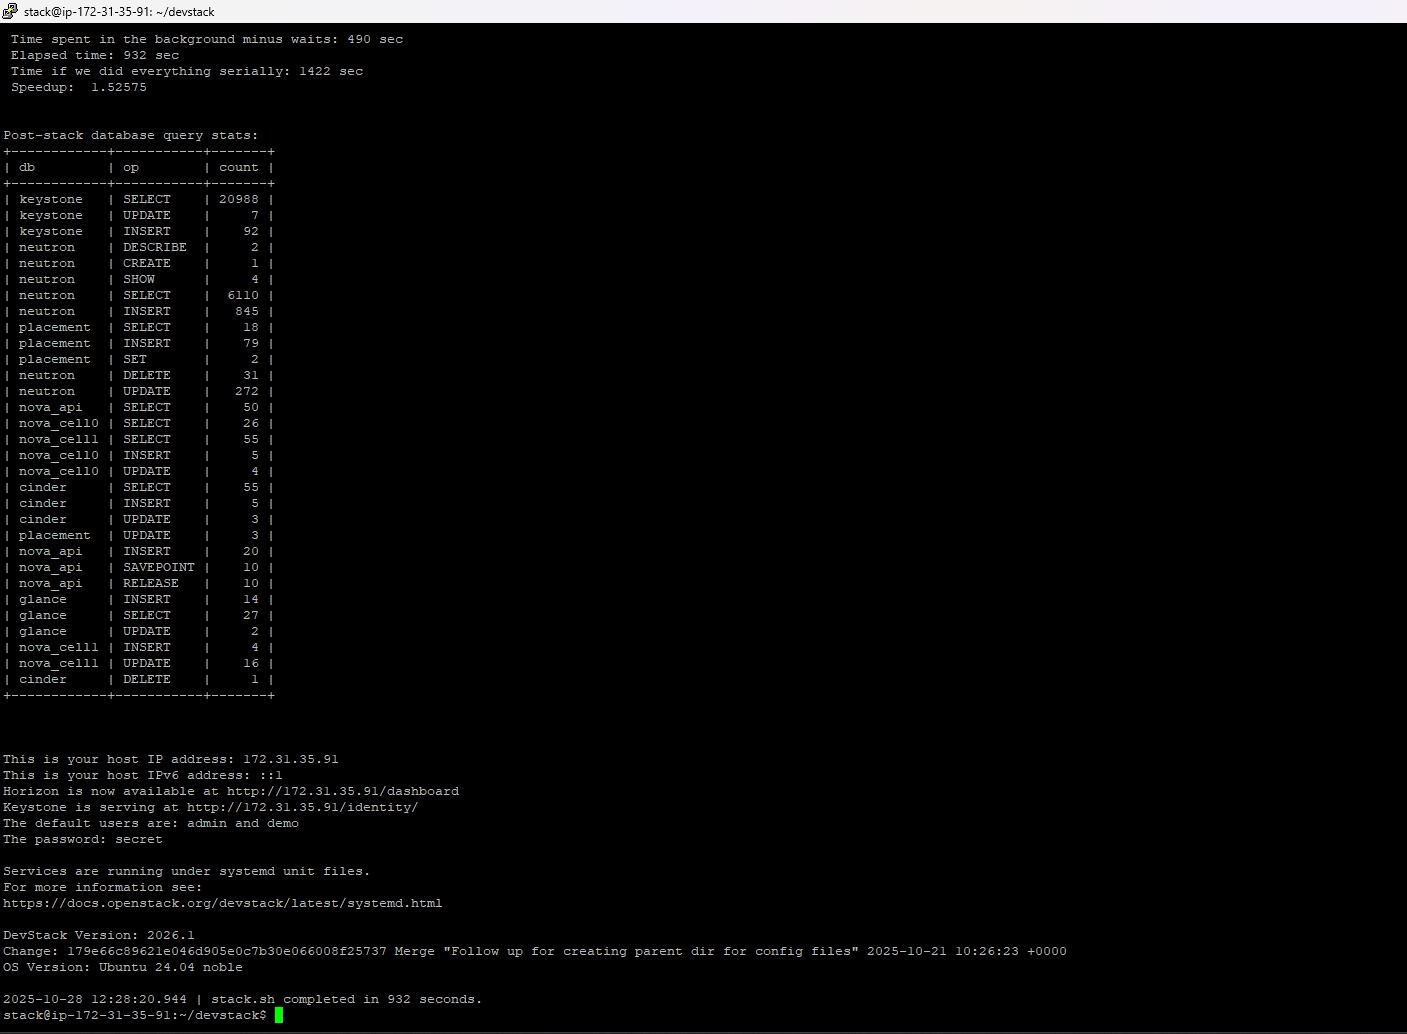 stack@ip-172-31-35-91: ~/devstack
 Time spent in the background minus waits: 490 sec
 Elapsed time: 932 sec
 Time if we did everything serially: 1422 sec
 Speedup:  1.52575
Post-stack database query stats:
+------------+-----------+-------+
| db         | op        | count |
+------------+-----------+-------+
| keystone   | SELECT    | 20988 |
| keystone   | UPDATE    |     7 |
| keystone   | INSERT    |    92 |
| neutron    | DESCRIBE  |     2 |
| neutron    | CREATE    |     1 |
| neutron    | SHOW      |     4 |
| neutron    | SELECT    |  6110 |
| neutron    | INSERT    |   845 |
| placement  | SELECT    |    18 |
| placement  | INSERT    |    79 |
| placement  | SET       |     2 |
| neutron    | DELETE    |    31 |
| neutron    | UPDATE    |   272 |
| nova_api   | SELECT    |    50 |
| nova_cell0 | SELECT    |    26 |
| nova_cell1 | SELECT    |    55 |
| nova_cell0 | INSERT    |     5 |
| nova_cell0 | UPDATE    |     4 |
| cinder     | SELECT    |    55 |
| cinder     | INSERT    |     5 |
| cinder     | UPDATE    |     3 |
| placement  | UPDATE    |     3 |
| nova_api   | INSERT    |    20 |
| nova_api   | SAVEPOINT |    10 |
| nova_api   | RELEASE   |    10 |
| glance     | INSERT    |    14 |
| glance     | SELECT    |    27 |
| glance     | UPDATE    |     2 |
| nova_cell1 | INSERT    |     4 |
| nova_cell1 | UPDATE    |    16 |
| cinder     | DELETE    |     1 |
+------------+-----------+-------+
This is your host IP address: 172.31.35.91
This is your host IPv6 address: ::1
Horizon is now available at http://172.31.35.91/dashboard
Keystone is serving at http://172.31.35.91/identity/
The default users are: admin and demo
The password: secret
Services are running under systemd unit files.
For more information see:
https://docs.openstack.org/devstack/latest/systemd.html
DevStack Version: 2026.1
Change: 179e66c89621e046d905e0c7b30e066008f25737 Merge "Follow up for creating parent dir for config files" 2025-10-21 10:26:23 +0000
OS Version: Ubuntu 24.04 noble
2025-10-28 12:28:20.944 | stack.sh completed in 932 seconds.
stack@ip-172-31-35-91:~/devstack$